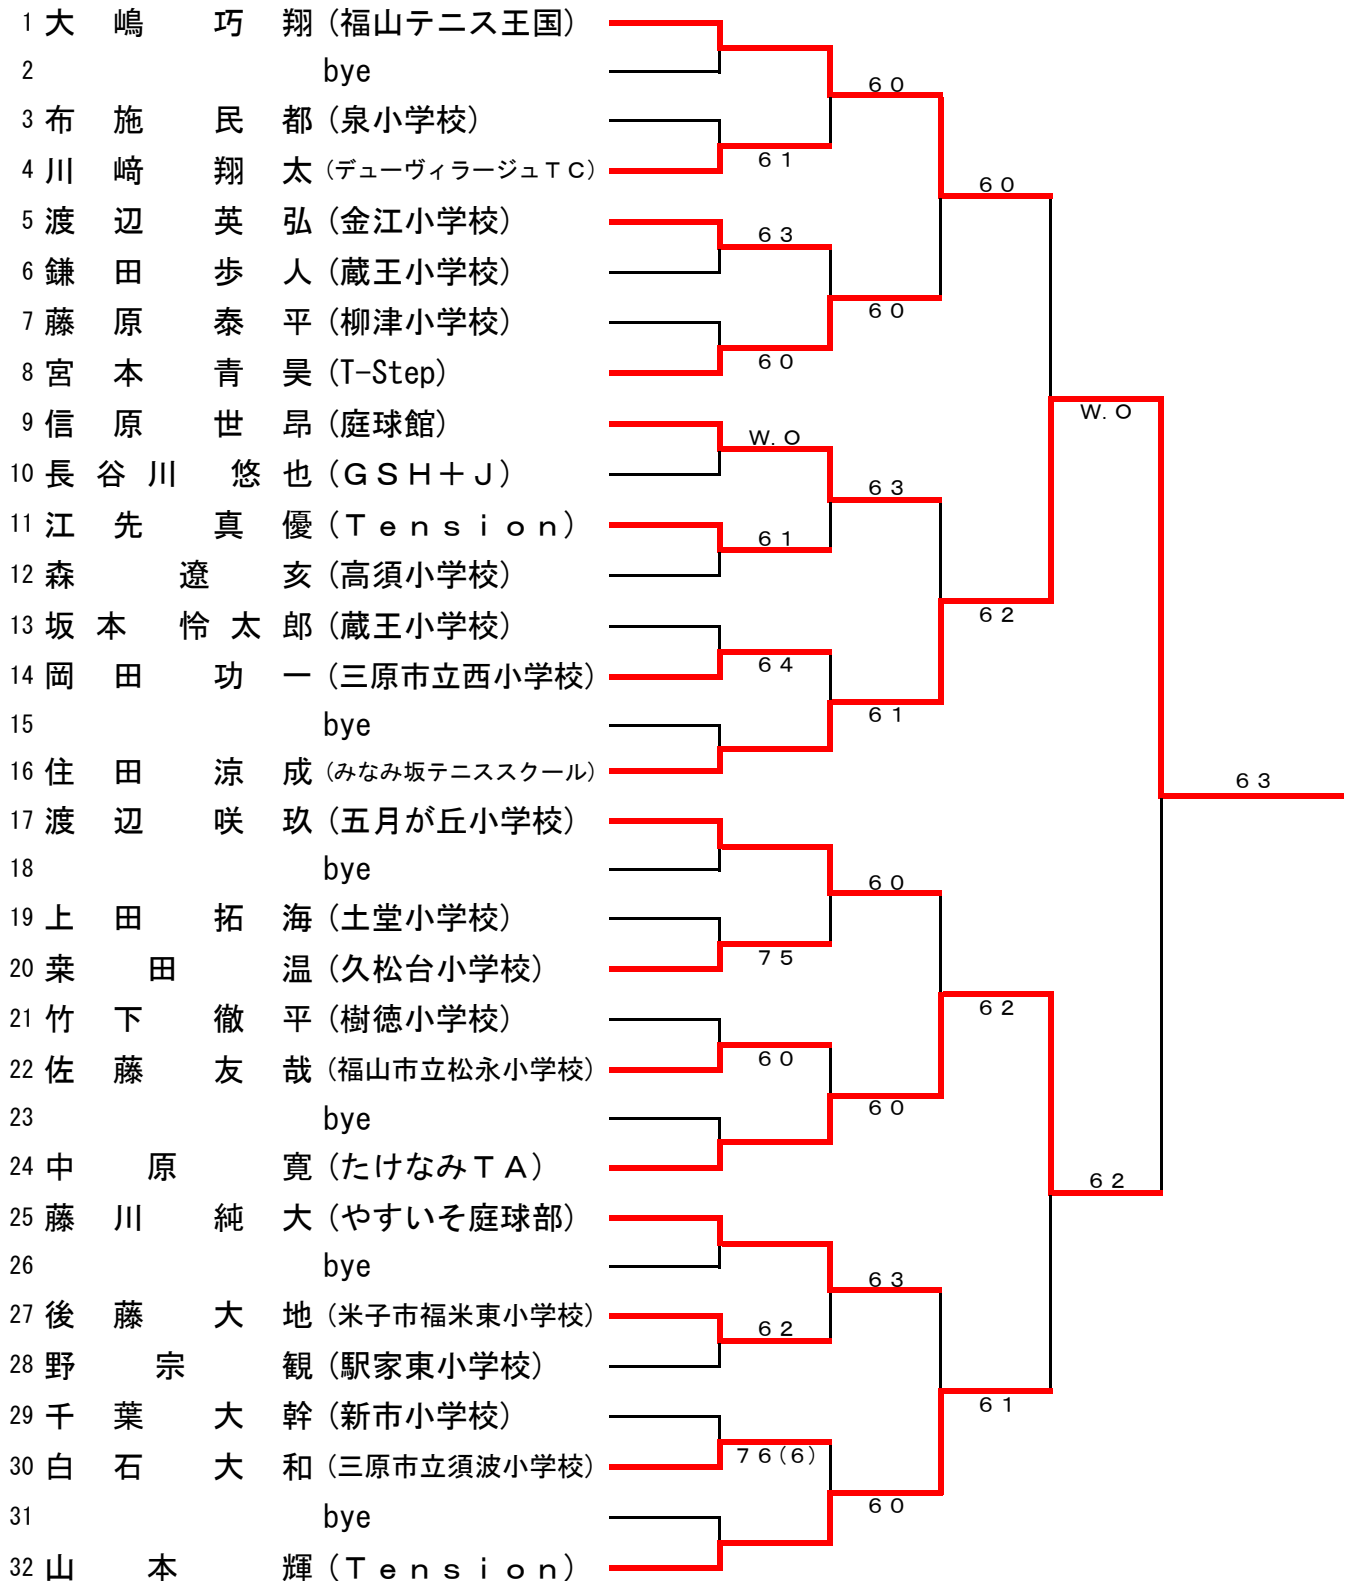 1 大嶋 巧翔 (福山テニス王国)
2 bye
60
3 布施 民都 (泉小学校)
61
4 川﨑 翔太 (デューヴィラージュＴＣ)
60
5 渡辺 英弘 (金江小学校)
63
6 鎌田 歩人 (蔵王小学校)
60
7 藤原 泰平 (柳津小学校)
60
8 宮本 青昊 (T-Step)
W.O
9 信原 世昂 (庭球館)
W.O
10 長谷川 悠也 (ＧＳＨ＋Ｊ)
63
11 江先 真優 (Ｔｅｎｓｉｏｎ)
61
12 森 遼亥 (高須小学校)
62
13 坂本 怜太郎 (蔵王小学校)
64
14 岡田 功一 (三原市立西小学校)
61
15 bye
16 住田 涼成 (みなみ坂テニススクール)
63
17 渡辺 咲玖 (五月が丘小学校)
18 bye
60
19 上田 拓海 (土堂小学校)
75
20 桒田 温 (久松台小学校)
62
21 竹下 徹平 (樹徳小学校)
60
22 佐藤 友哉 (福山市立松永小学校)
60
23 bye
24 中原 寛 (たけなみＴＡ)
62
25 藤川 純大 (やすいそ庭球部)
26 bye
63
27 後藤 大地 (米子市福米東小学校)
62
28 野宗 観 (駅家東小学校)
61
29 千葉 大幹 (新市小学校)
76(6)
30 白石 大和 (三原市立須波小学校)
60
31 bye
32 山本 輝 (Ｔｅｎｓｉｏｎ)